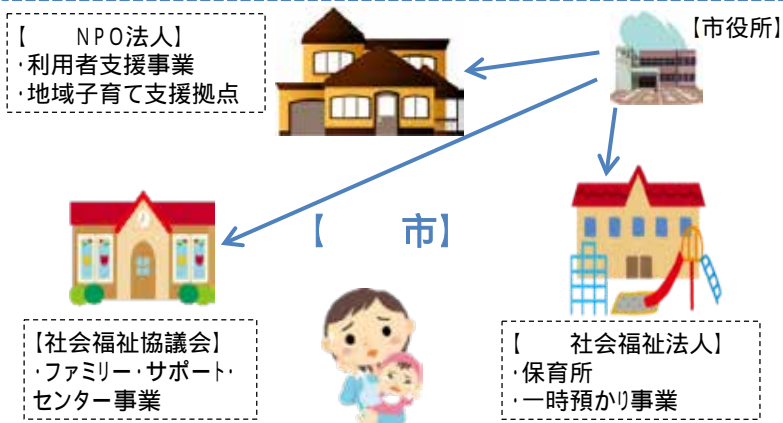 【　　NPO法人】
・利用者支援事業
・地域子育て支援拠点
【市役所】
【　　市】
【社会福祉協議会】
・ファミリー・サポート・
センター事業
【　　社会福祉法人】
・保育所
・一時預かり事業